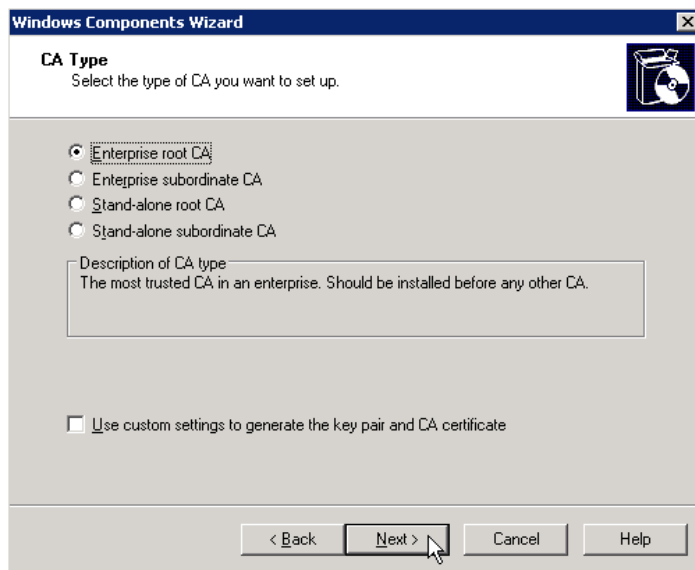 Windows Components Wizard
CA Type
Select the type of CA you want to set up.
Enterprise root CA
Enterprise subordinate CA
Stand-alone root CA
Stand-alone subordinate CA
Description of CA type
The most trusted CA in an enterprise. Should be installed before any other CA.
Use custom settings to generate the key pair and CA certificate
< Back Next > Cancel Help